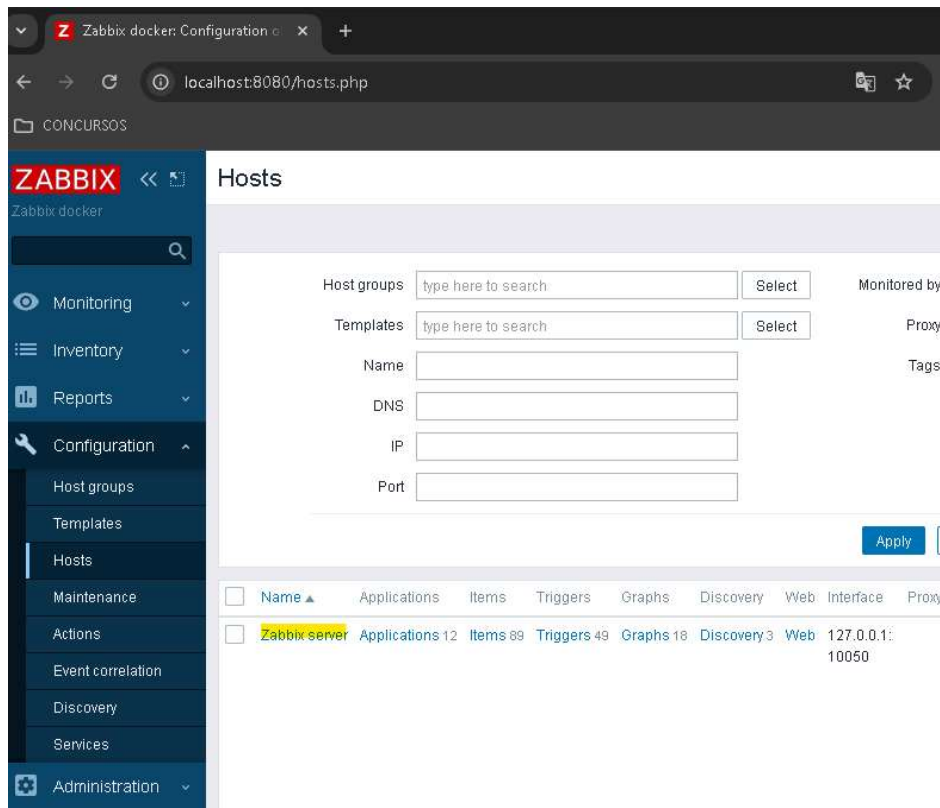 Z Zabbix docker: Configuration o
localhost:8080/hosts.php
CONCURSOS
ZABBIX
Zabbix docker
Monitoring
Inventory
Reports
Configuration
Host groups
Templates
Hosts
Maintenance
Actions
Event correlation
Discovery
Services
Administration
Hosts
Host groups type here to search Select Monitored by
Templates type here to search Select Proxy
Name Tags
DNS
IP
Port
Apply
Name Applications Items Triggers Graphs Discovery Web Interface Proxy
Zabbix server Applications 12 Items 89 Triggers 49 Graphs 18 Discovery 3 Web 127.0.0.1:
10050